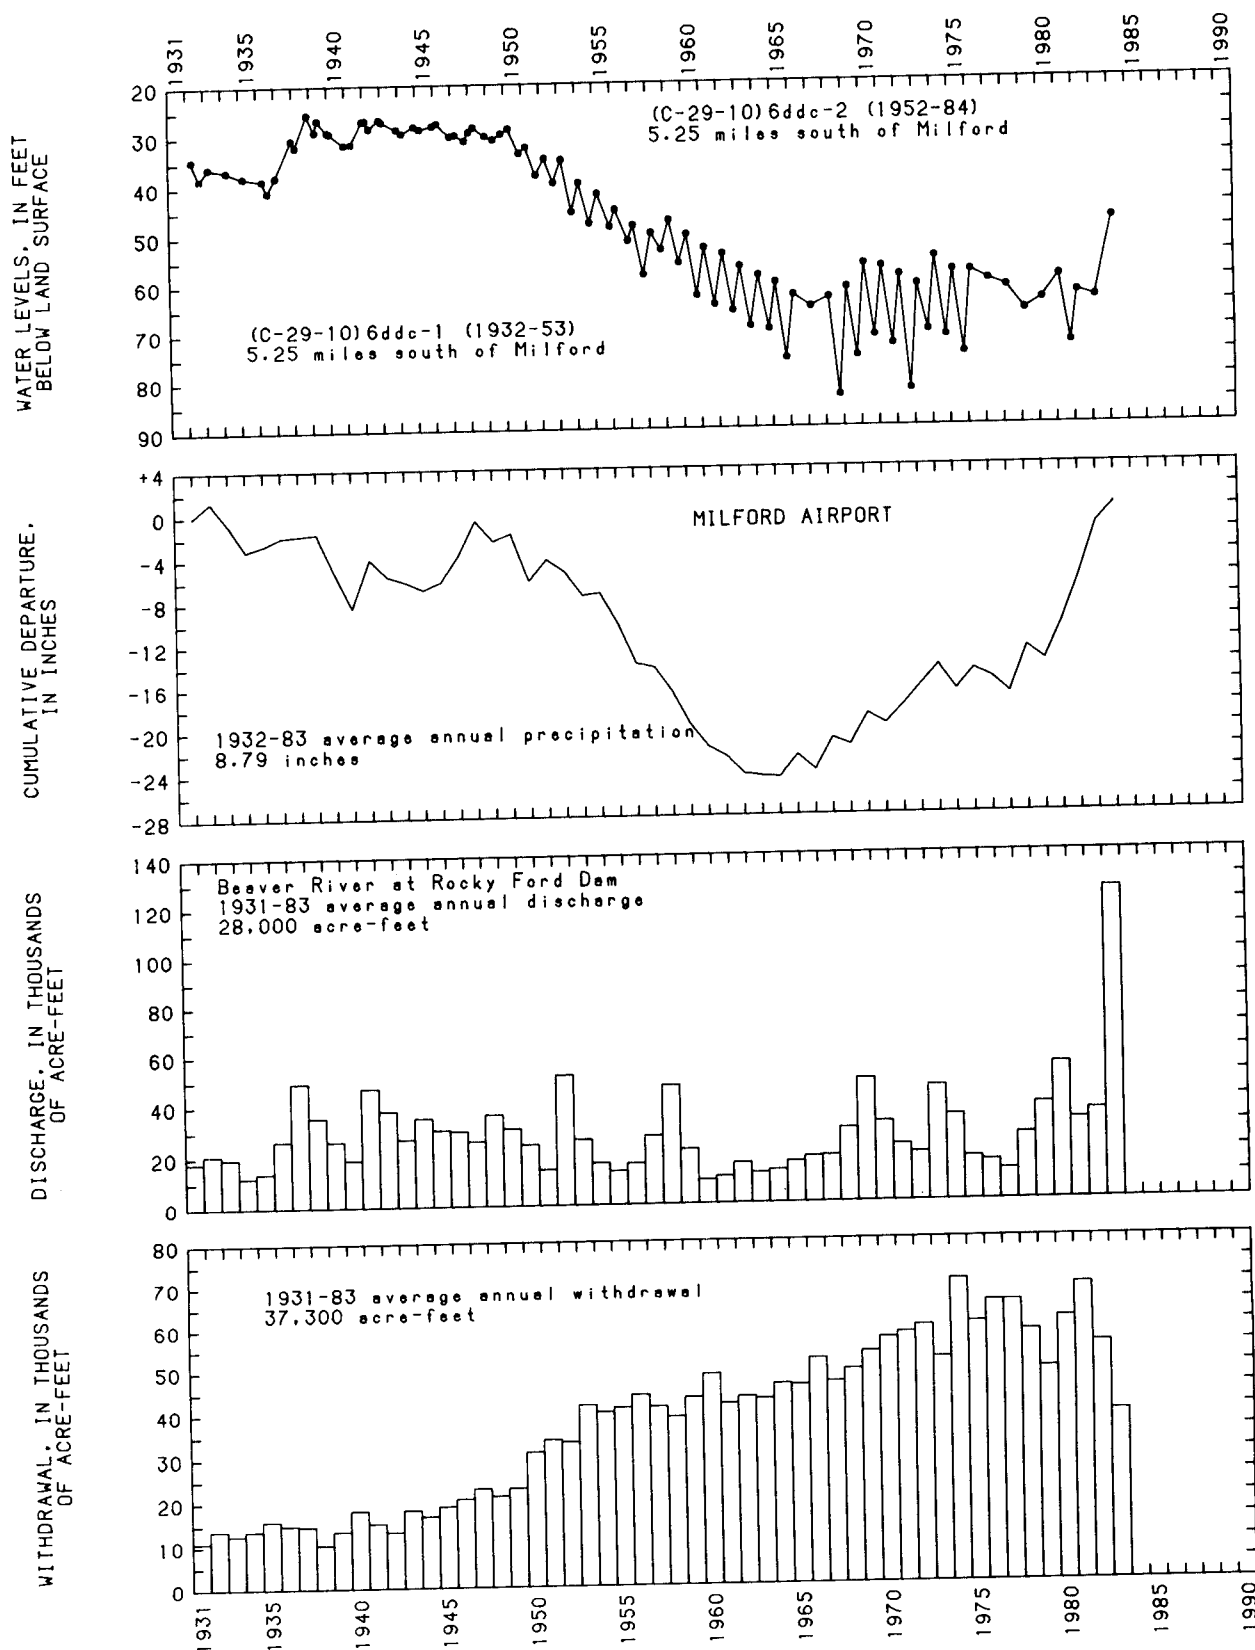 1931 1935 1940 1945 1950 1955 1960 1965 1970 1975 1980 1985 1990
WATER LEVELS, IN FEET
BELOW LAND SURFACE
20
30
40
50
60
70
80
90
(C-29-10)6ddc-2 (1952-84)
5.25 miles south of Milford
(C-29-10)6ddc-1 (1932-53)
5.25 miles south of Milford
CUMULATIVE DEPARTURE,
IN INCHES
+4
0
-4
-8
-12
-16
-20
-24
-28
MILFORD AIRPORT
1932-83 average annual precipitation
8.79 inches
DISCHARGE, IN THOUSANDS
OF ACRE-FEET
140
120
100
80
60
40
20
0
Beaver River at Rocky Ford Dam
1931-83 average annual discharge
28,000 acre-feet
WITHDRAWAL, IN THOUSANDS
OF ACRE-FEET
80
70
60
50
40
30
20
10
0
1931-83 average annual withdrawal
37,300 acre-feet
1931 1935 1940 1945 1950 1955 1960 1965 1970 1975 1980 1985 1990